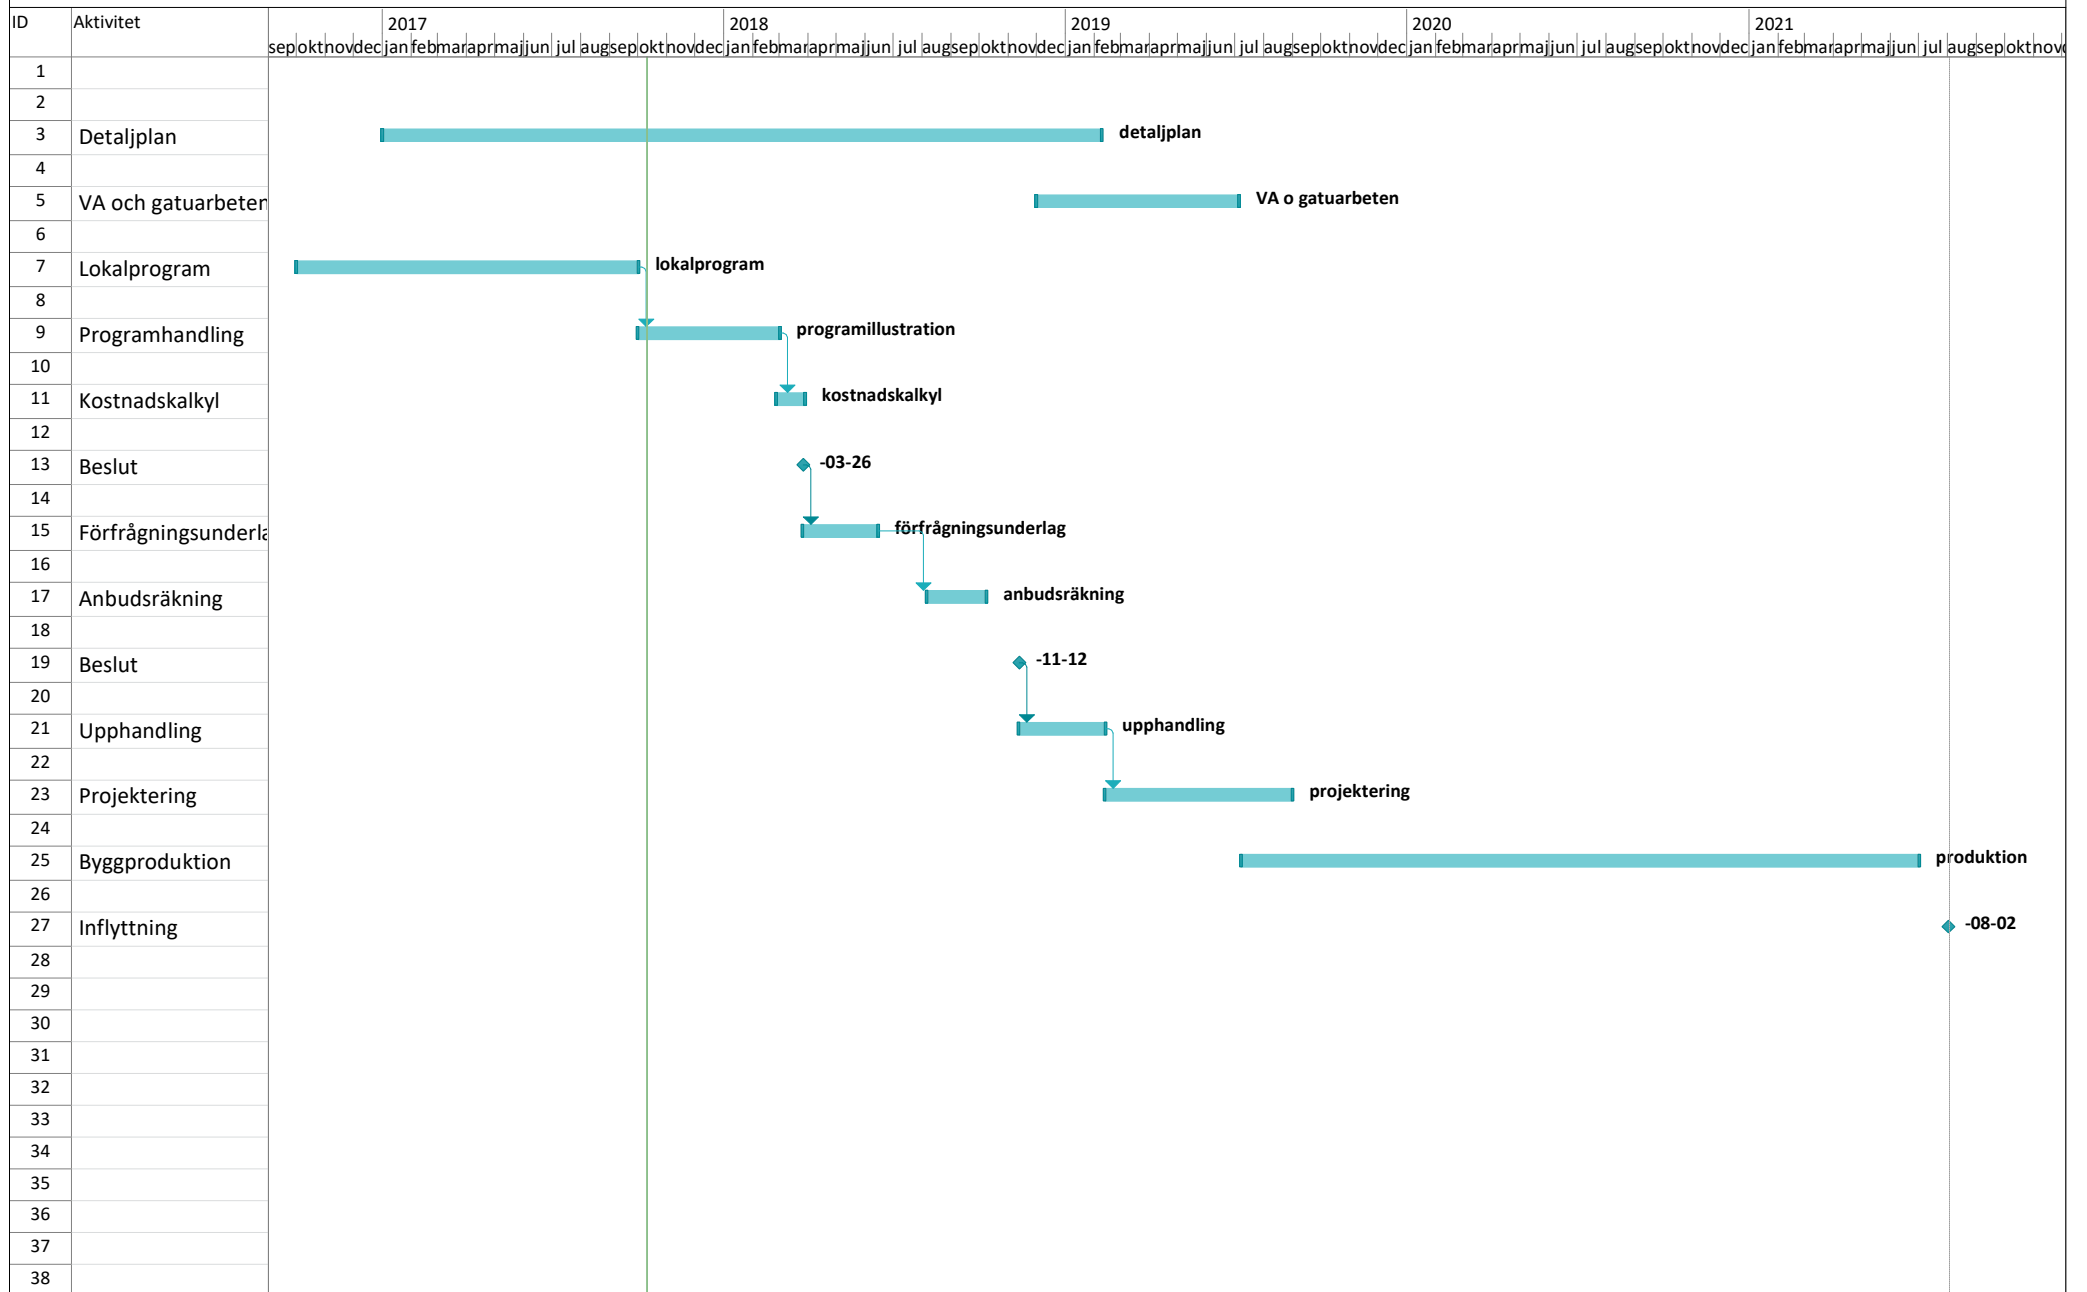 ID Aktivitet 2017 2018 2019 2020 2021
sep okt nov dec jan feb mar apr maj jun jul aug sep okt nov dec jan feb mar apr maj jun jul aug sep okt nov dec jan feb mar apr maj jun jul aug sep okt nov dec jan feb mar apr maj jun jul aug sep okt nov dec jan feb mar apr maj jun jul aug sep okt nov d
1
2
3 Detaljplan detaljplan
4
5 VA och gatuarbeten VA o gatuarbeten
6
7 Lokalprogram lokalprogram
8
9 Programhandling programillustration
10
11 Kostnadskalkyl kostnadskalkyl
12
13 Beslut -03-26
14
15 Förfrågningsunderla förfrågningsunderlag
16
17 Anbudsräkning anbudsräkning
18
19 Beslut -11-12
20
21 Upphandling upphandling
22
23 Projektering projektering
24
25 Byggproduktion produktion
26
27 Inflyttning -08-02
28
29
30
31
32
33
34
35
36
37
38